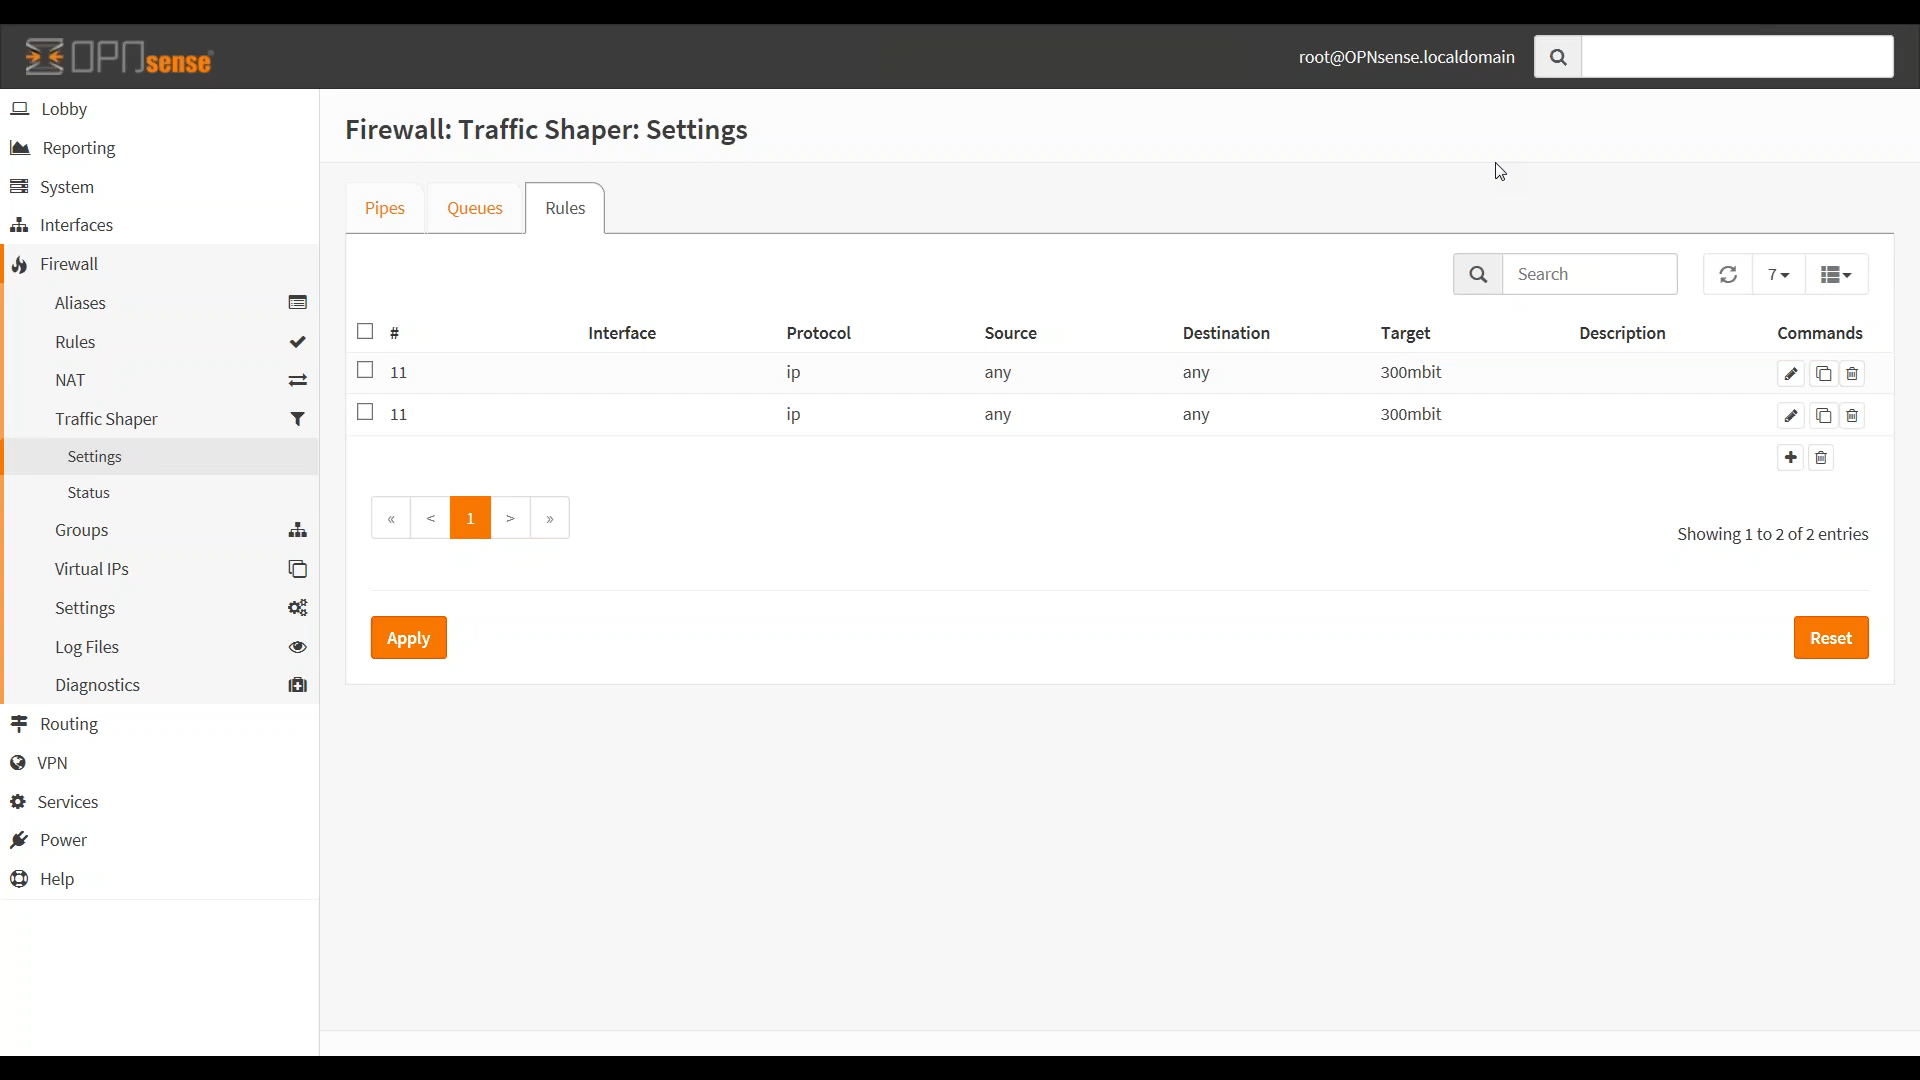 OPNsense
root@OPNsense.localdomain
Lobby
Reporting
System
Interfaces
Firewall
Aliases
Rules
NAT
Traffic Shaper
Settings
Status
Groups
Virtual IPs
Settings
Log Files
Diagnostics
Routing
VPN
Services
Power
Help
Firewall: Traffic Shaper: Settings
Pipes Queues Rules
Search 7
# Interface Protocol Source Destination Target Description Commands
11 ip any any 300mbit
11 ip any any 300mbit
« < 1 > »
Showing 1 to 2 of 2 entries
Apply Reset